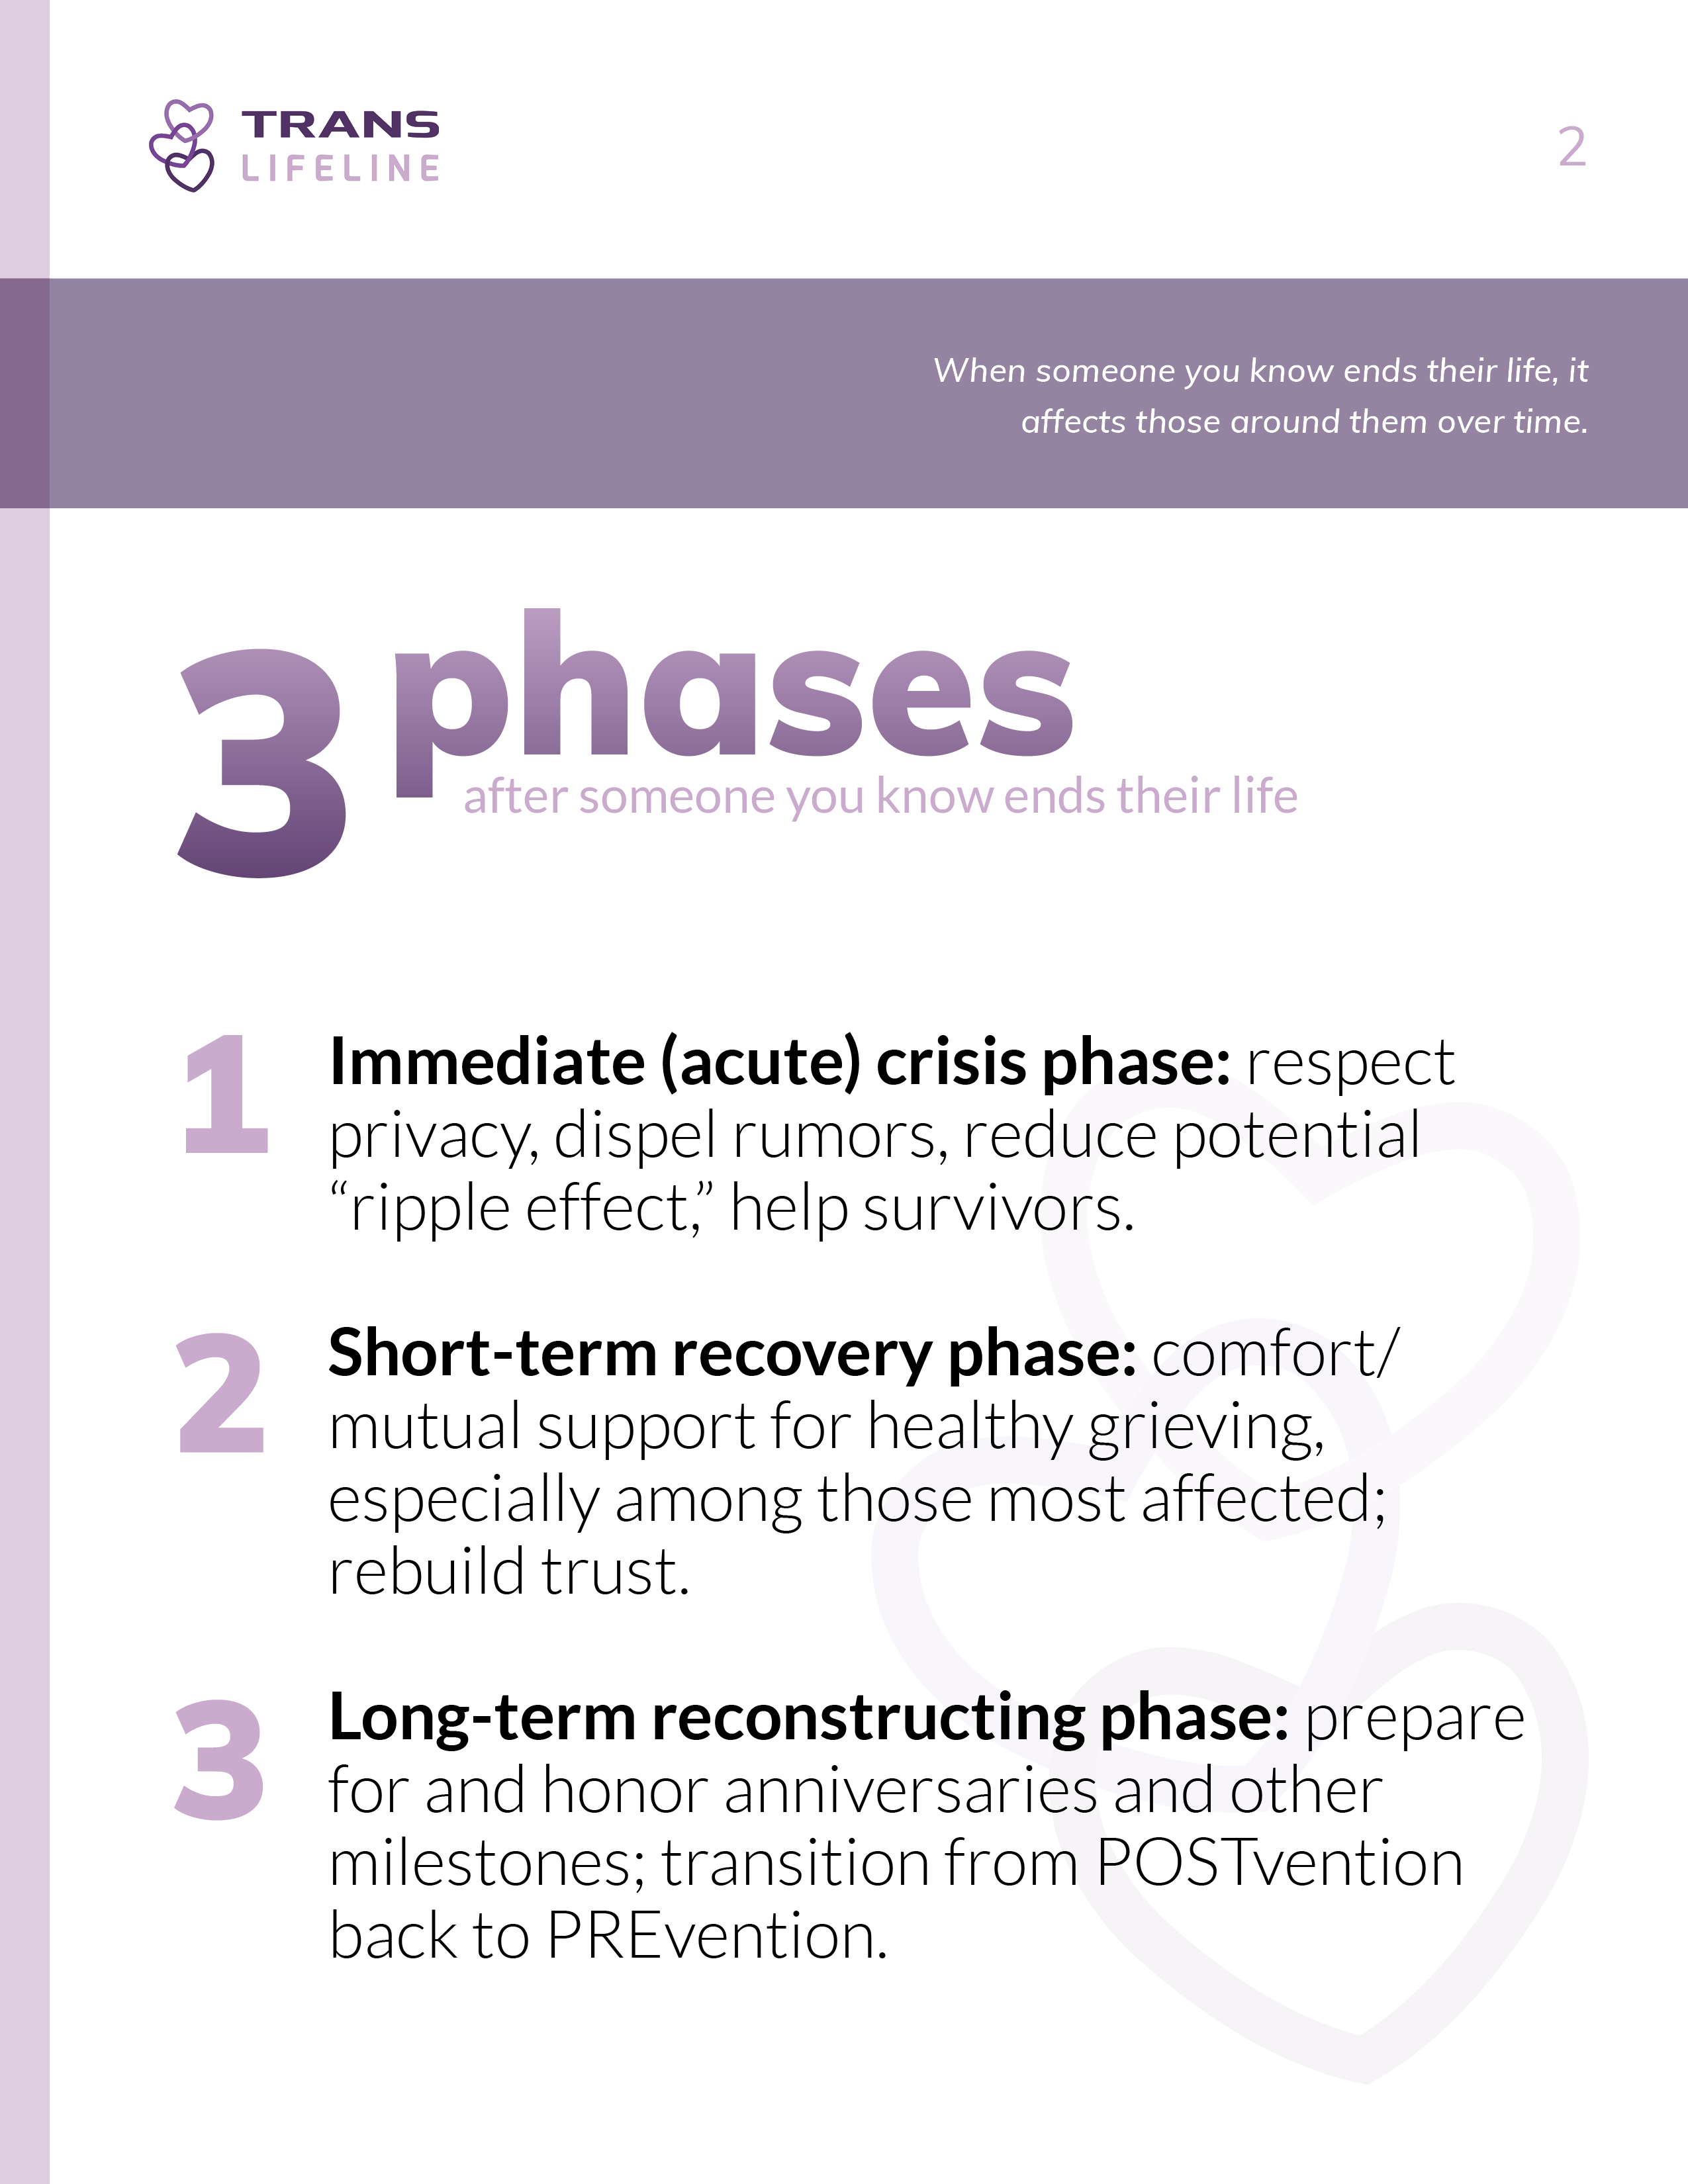 TRANS
LIFELINE
2
When someone you know ends their life, it
affects those around them over time.
3 phases
after someone you know ends their life
1 Immediate (acute) crisis phase: respect
privacy, dispel rumors, reduce potential
“ripple effect,” help survivors.
2 Short-term recovery phase: comfort/
mutual support for healthy grieving,
especially among those most affected;
rebuild trust.
3 Long-term reconstructing phase: prepare
for and honor anniversaries and other
milestones; transition from POSTvention
back to PREvention.